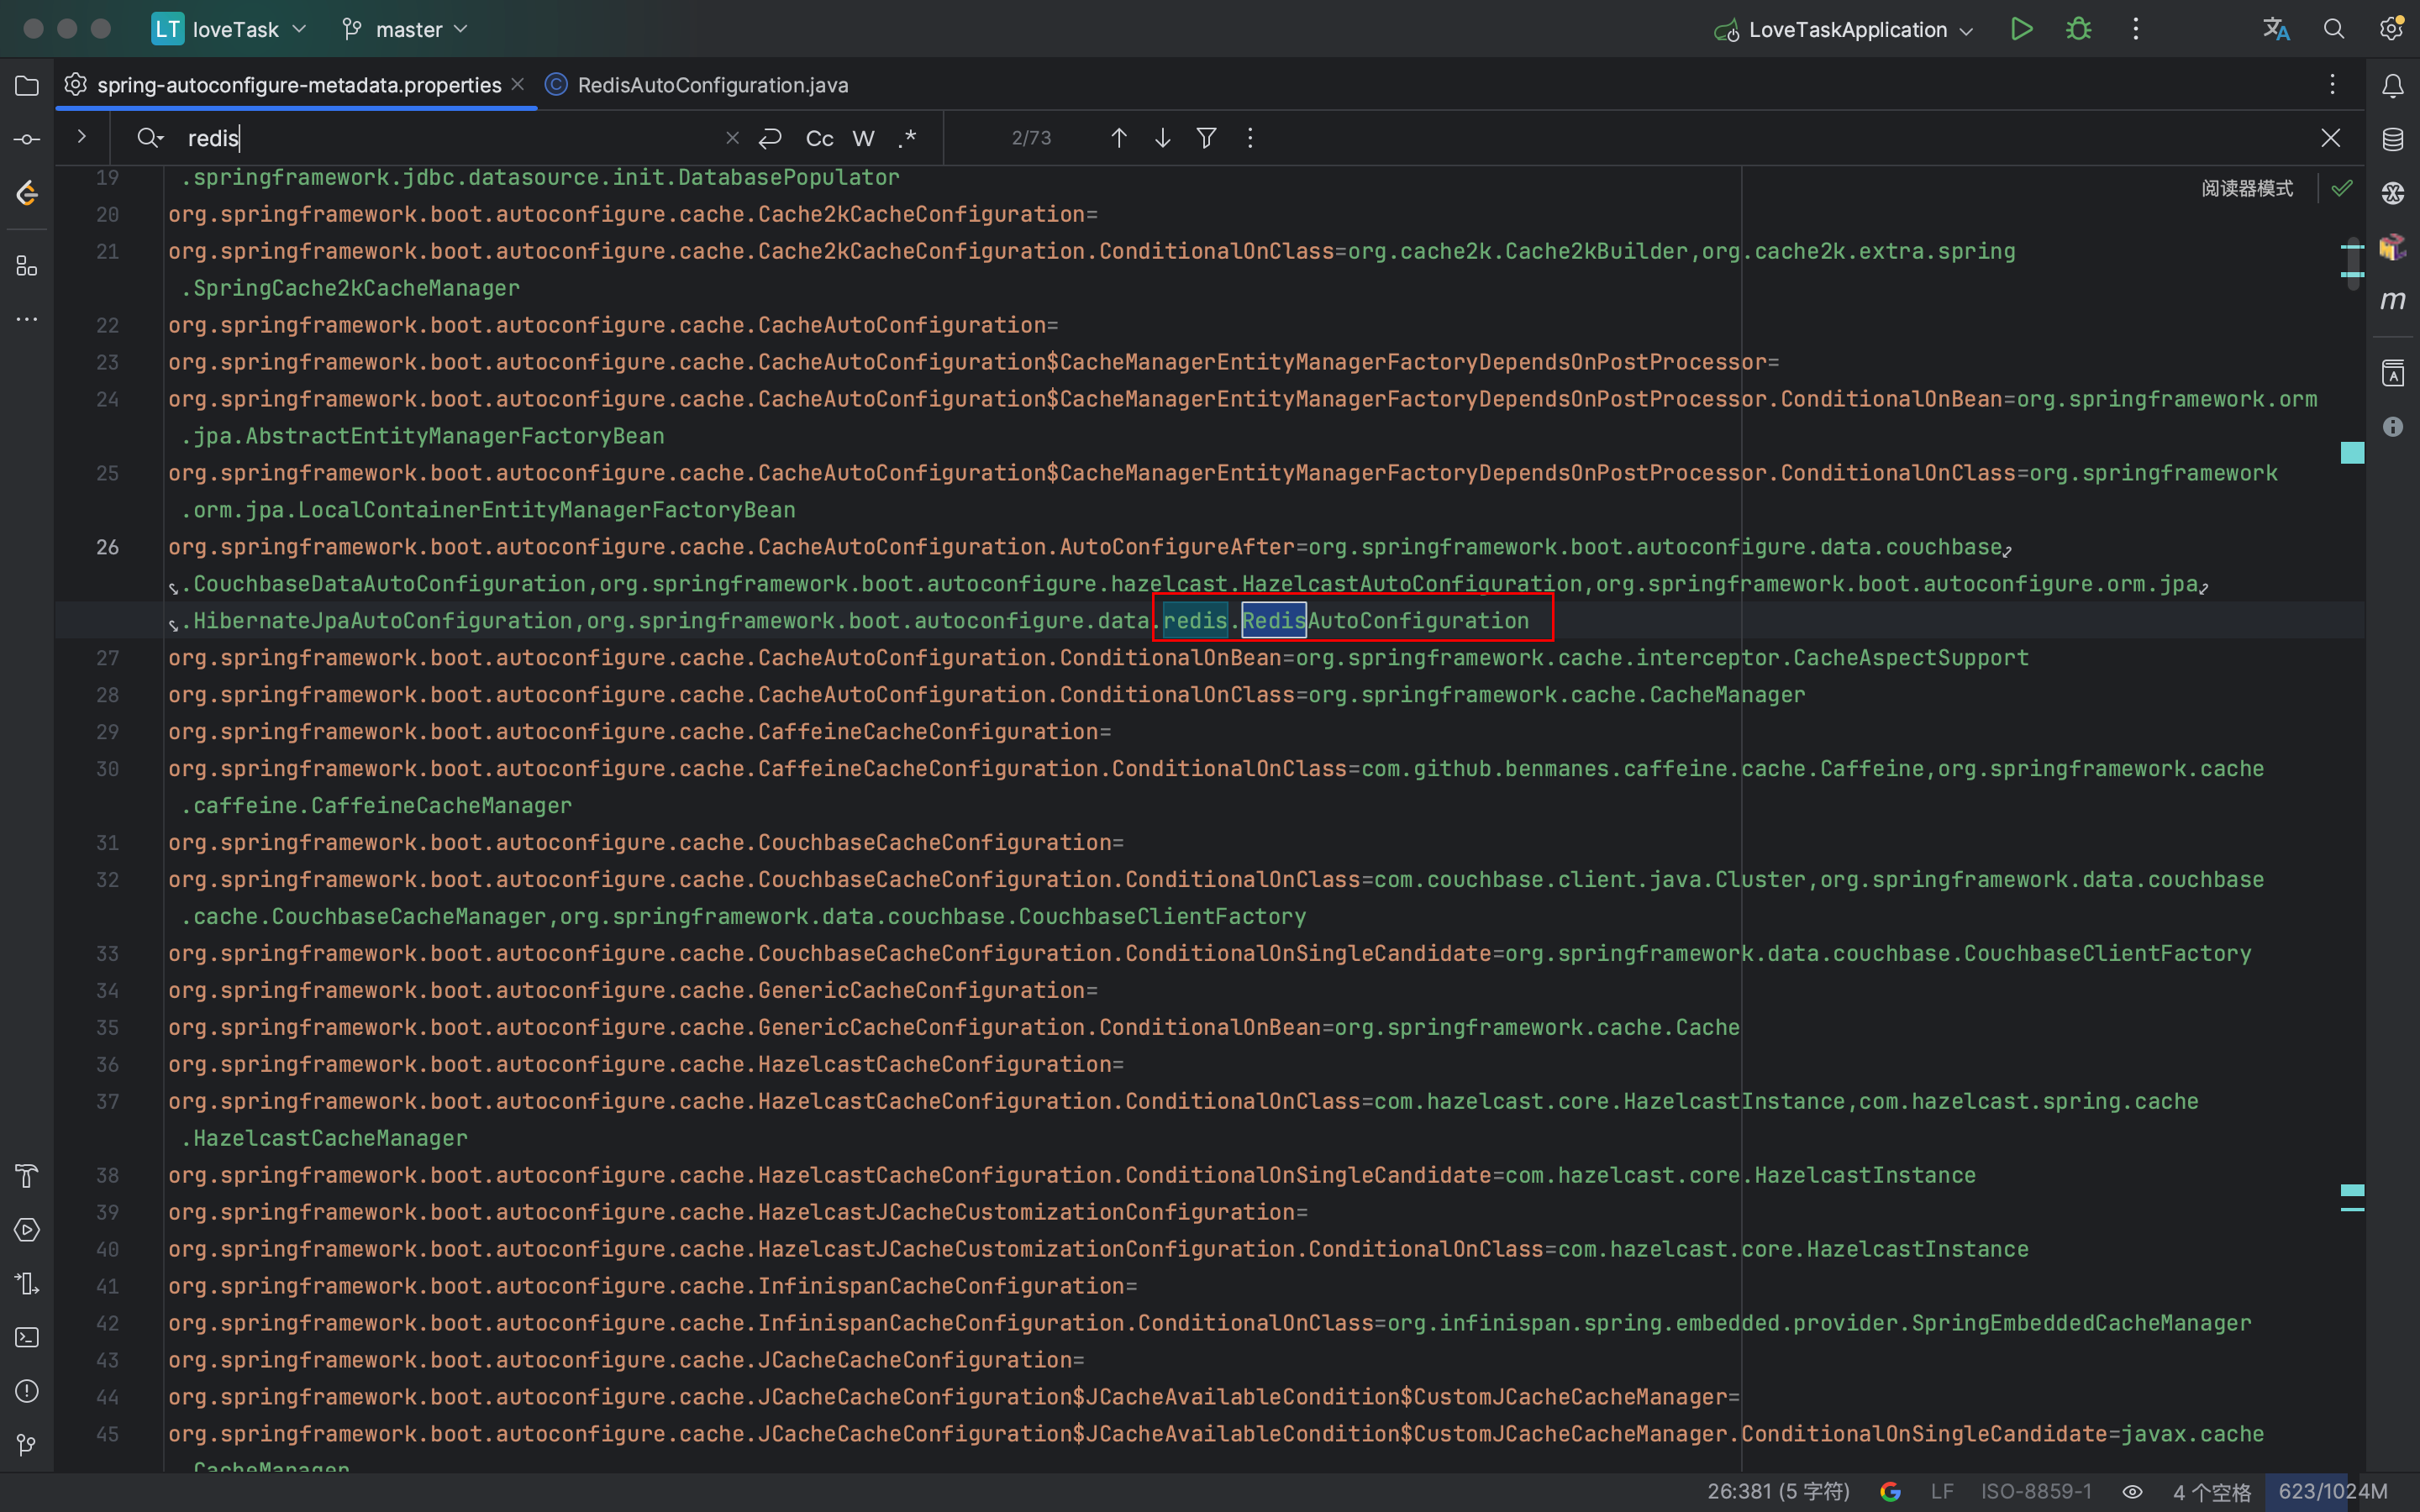 LT loveTask master LoveTaskApplication
spring-autoconfigure-metadata.properties RedisAutoConfiguration.java
redis Cc W .* 2/73
阅读器模式
19 .springframework.jdbc.datasource.init.DatabasePopulator
20 org.springframework.boot.autoconfigure.cache.Cache2kCacheConfiguration=
21 org.springframework.boot.autoconfigure.cache.Cache2kCacheConfiguration.ConditionalOnClass=org.cache2k.Cache2kBuilder,org.cache2k.extra.spring
.SpringCache2kCacheManager
22 org.springframework.boot.autoconfigure.cache.CacheAutoConfiguration=
23 org.springframework.boot.autoconfigure.cache.CacheAutoConfiguration$CacheManagerEntityManagerFactoryDependsOnPostProcessor=
24 org.springframework.boot.autoconfigure.cache.CacheAutoConfiguration$CacheManagerEntityManagerFactoryDependsOnPostProcessor.ConditionalOnBean=org.springframework.orm
.jpa.AbstractEntityManagerFactoryBean
25 org.springframework.boot.autoconfigure.cache.CacheAutoConfiguration$CacheManagerEntityManagerFactoryDependsOnPostProcessor.ConditionalOnClass=org.springframework
.orm.jpa.LocalContainerEntityManagerFactoryBean
26 org.springframework.boot.autoconfigure.cache.CacheAutoConfiguration.AutoConfigureAfter=org.springframework.boot.autoconfigure.data.couchbase
.CouchbaseDataAutoConfiguration,org.springframework.boot.autoconfigure.hazelcast.HazelcastAutoConfiguration,org.springframework.boot.autoconfigure.orm.jpa
.HibernateJpaAutoConfiguration,org.springframework.boot.autoconfigure.data.redis.RedisAutoConfiguration
27 org.springframework.boot.autoconfigure.cache.CacheAutoConfiguration.ConditionalOnBean=org.springframework.cache.interceptor.CacheAspectSupport
28 org.springframework.boot.autoconfigure.cache.CacheAutoConfiguration.ConditionalOnClass=org.springframework.cache.CacheManager
29 org.springframework.boot.autoconfigure.cache.CaffeineCacheConfiguration=
30 org.springframework.boot.autoconfigure.cache.CaffeineCacheConfiguration.ConditionalOnClass=com.github.benmanes.caffeine.cache.Caffeine,org.springframework.cache
.caffeine.CaffeineCacheManager
31 org.springframework.boot.autoconfigure.cache.CouchbaseCacheConfiguration=
32 org.springframework.boot.autoconfigure.cache.CouchbaseCacheConfiguration.ConditionalOnClass=com.couchbase.client.java.Cluster,org.springframework.data.couchbase
.cache.CouchbaseCacheManager,org.springframework.data.couchbase.CouchbaseClientFactory
33 org.springframework.boot.autoconfigure.cache.CouchbaseCacheConfiguration.ConditionalOnSingleCandidate=org.springframework.data.couchbase.CouchbaseClientFactory
34 org.springframework.boot.autoconfigure.cache.GenericCacheConfiguration=
35 org.springframework.boot.autoconfigure.cache.GenericCacheConfiguration.ConditionalOnBean=org.springframework.cache.Cache
36 org.springframework.boot.autoconfigure.cache.HazelcastCacheConfiguration=
37 org.springframework.boot.autoconfigure.cache.HazelcastCacheConfiguration.ConditionalOnClass=com.hazelcast.core.HazelcastInstance,com.hazelcast.spring.cache
.HazelcastCacheManager
38 org.springframework.boot.autoconfigure.cache.HazelcastCacheConfiguration.ConditionalOnSingleCandidate=com.hazelcast.core.HazelcastInstance
39 org.springframework.boot.autoconfigure.cache.HazelcastJCacheCustomizationConfiguration=
40 org.springframework.boot.autoconfigure.cache.HazelcastJCacheCustomizationConfiguration.ConditionalOnClass=com.hazelcast.core.HazelcastInstance
41 org.springframework.boot.autoconfigure.cache.InfinispanCacheConfiguration=
42 org.springframework.boot.autoconfigure.cache.InfinispanCacheConfiguration.ConditionalOnClass=org.infinispan.spring.embedded.provider.SpringEmbeddedCacheManager
43 org.springframework.boot.autoconfigure.cache.JCacheCacheConfiguration=
44 org.springframework.boot.autoconfigure.cache.JCacheCacheConfiguration$JCacheAvailableCondition$CustomJCacheCacheManager=
45 org.springframework.boot.autoconfigure.cache.JCacheCacheConfiguration$JCacheAvailableCondition$CustomJCacheCacheManager.ConditionalOnSingleCandidate=javax.cache
.CacheManager
26:381 (5 字符) LF ISO-8859-1 4 个空格 623/1024M